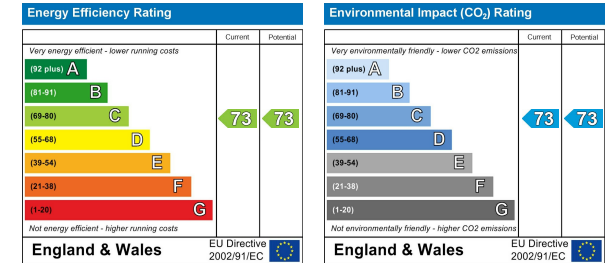 Energy Efficiency Rating
Current Potential
Very energy efficient - lower running costs
(92 plus) A
(81-91) B
(69-80) C
73 73
(55-68) D
(39-54) E
(21-38) F
(1-20) G
Not energy efficient - higher running costs
England & Wales
EU Directive
2002/91/EC
Environmental Impact (CO2) Rating
Current Potential
Very environmentally friendly - lower CO2 emissions
(92 plus) A
(81-91) B
(69-80) C
73 73
(55-68) D
(39-54) E
(21-38) F
(1-20) G
Not environmentally friendly - higher CO2 emissions
England & Wales
EU Directive
2002/91/EC